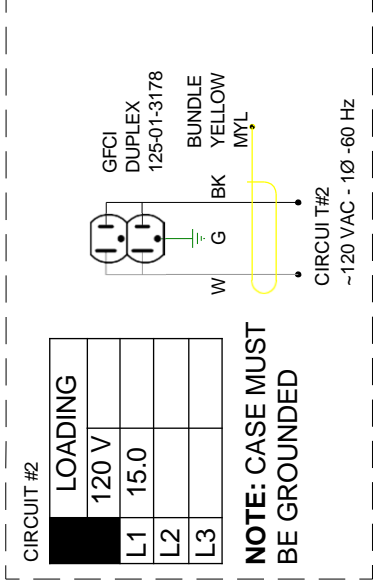 CIRCUIT #2
LOADING
120 V
L1 15.0
L2
L3
NOTE: CASE MUST
BE GROUNDED
GFCI
DUPLEX
125-01-3178
BUNDLE
YELLOW
MYL
W G BK
CIRCUI T#2
~120 VAC - 1Ø -60 Hz